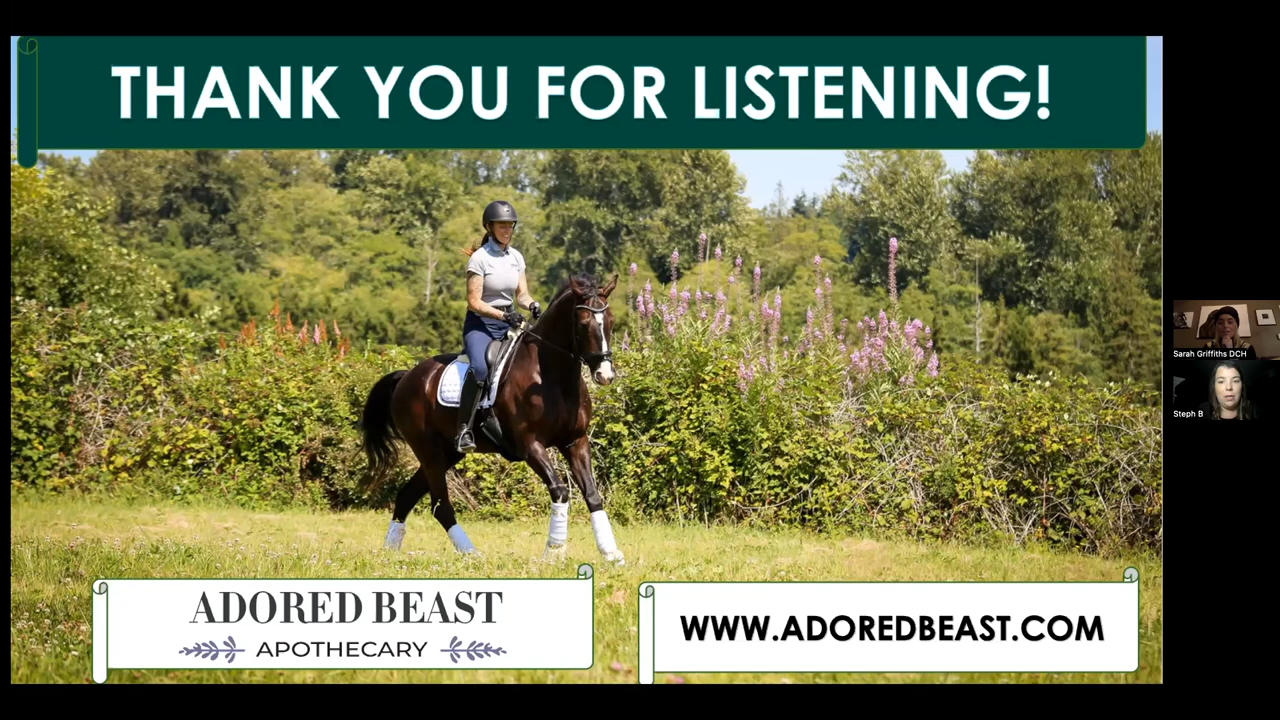 THANK YOU FOR LISTENING!
Sarah Griffiths DCH
Steph B
ADORED BEAST
APOTHECARY
WWW.ADOREDBEAST.COM